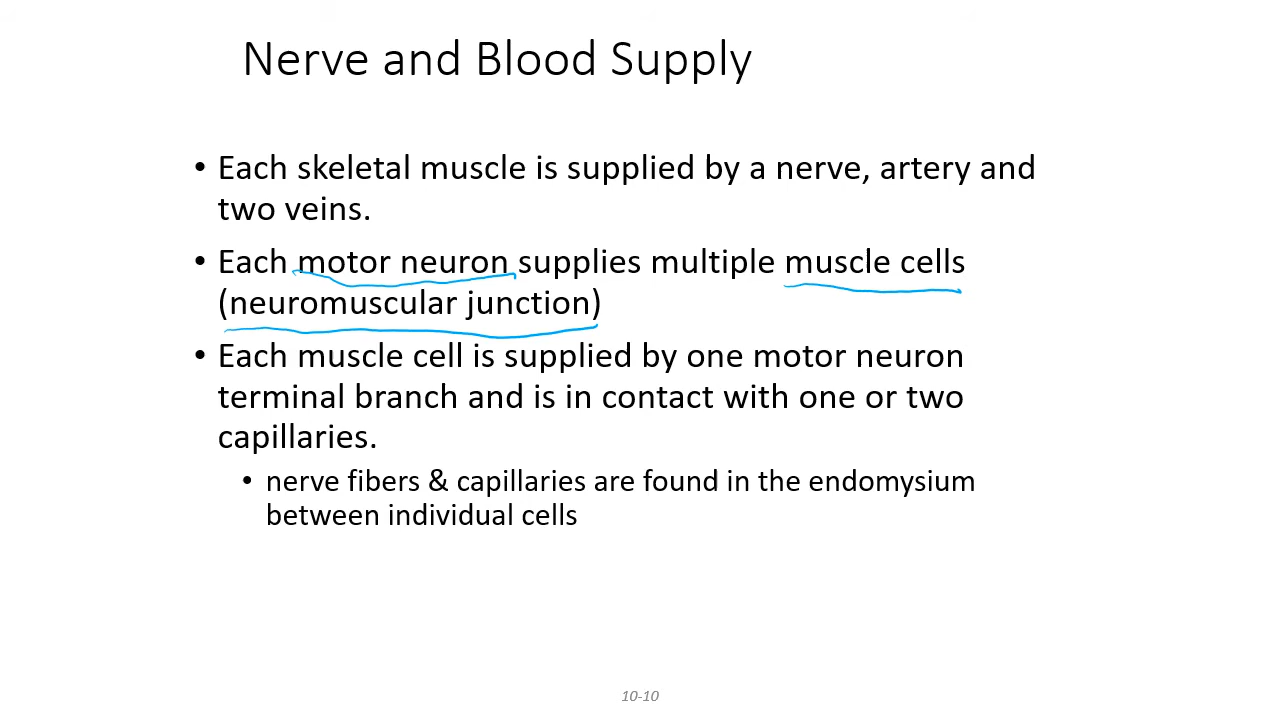 Nerve and Blood Supply
• Each skeletal muscle is supplied by a nerve, artery and
two veins.
• Each motor neuron supplies multiple muscle cells
(neuromuscular junction)
• Each muscle cell is supplied by one motor neuron
terminal branch and is in contact with one or two
capillaries.
• nerve fibers & capillaries are found in the endomysium
between individual cells
10-10